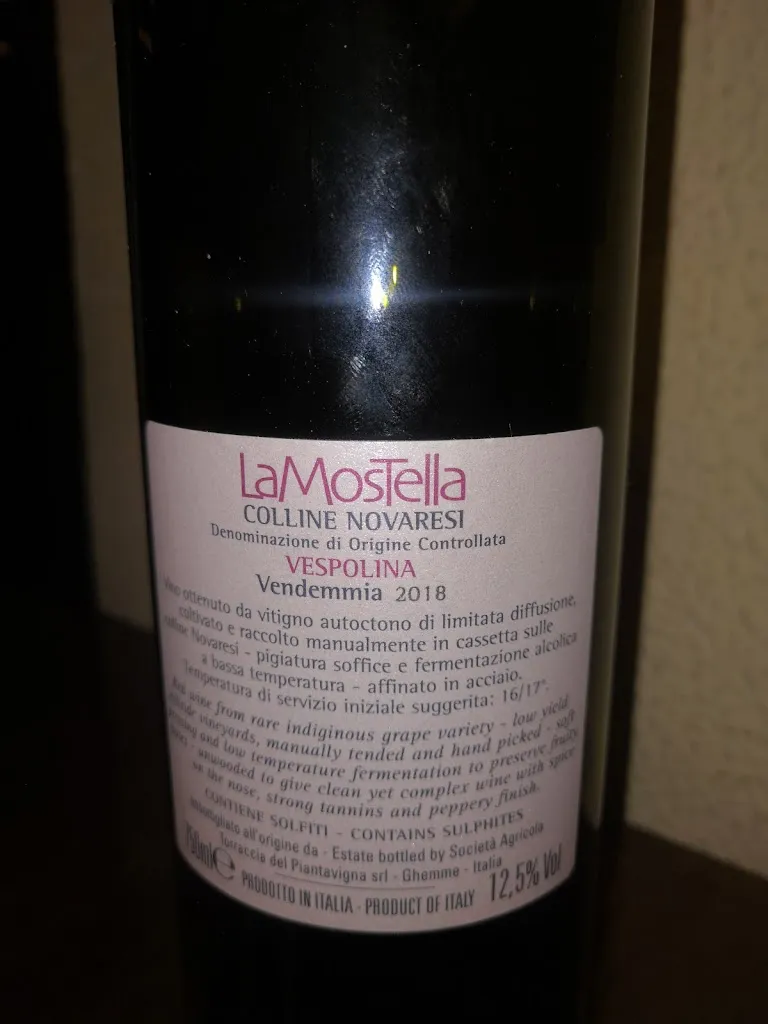 LaMosTella
COLLINE NOVARESI
Denominazione di Origine Controllata
VESPOLINA
Vendemmia 2018
Vino ottenuto da vitigno autoctono di limitata diffusione,
coltivato e raccolto manualmente in cassetta sulle
colline Novaresi - pigiatura soffice e fermentazione alcolica
a bassa temperatura - affinato in acciaio.
Temperatura di servizio iniziale suggerita: 16/17°.
Red wine from rare indiginous grape variety - low yield
vineyards, manually tended and hand picked - soft
pressing and low temperature fermentation to preserve fruity
- unwooded to give clean yet complex wine with spice
on the nose, strong tannins and peppery finish.
CONTIENE SOLFITI - CONTAINS SULPHITES
Imbottigliato all'origine da - Estate bottled by Società Agricola
Torraccia del Piantavigna srl - Ghemme - Italia
750ml e PRODOTTO IN ITALIA - PRODUCT OF ITALY 12,5% Vol